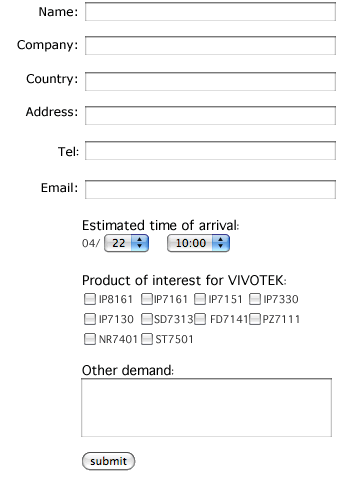 Name:
Company:
Country:
Address:
Tel:
Email:
Estimated time of arrival:
04/ 22 10:00
Product of interest for VIVOTEK:
IP8161 IP7161 IP7151 IP7330
IP7130 SD7313 FD7141 PZ7111
NR7401 ST7501
Other demand:
submit